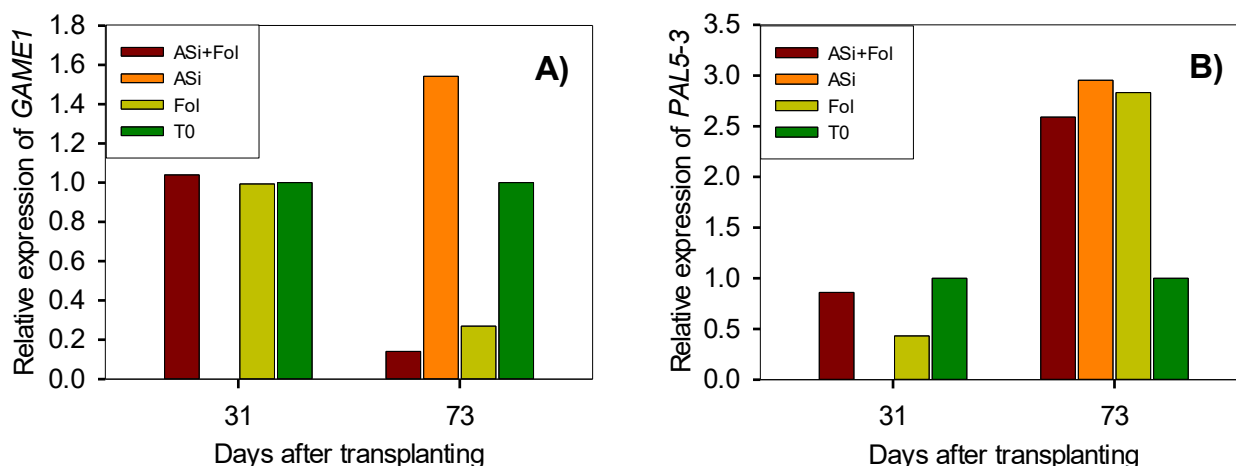 Relative expression of GAME1
1.8
1.6
1.4
1.2
1.0
0.8
0.6
0.4
0.2
0.0
ASi+Fol
ASi
Fol
T0
A)
31 73
Days after transplanting
Relative expression of PAL5-3
3.5
3.0
2.5
2.0
1.5
1.0
0.5
0.0
ASi+Fol
ASi
Fol
T0
B)
31 73
Days after transplanting